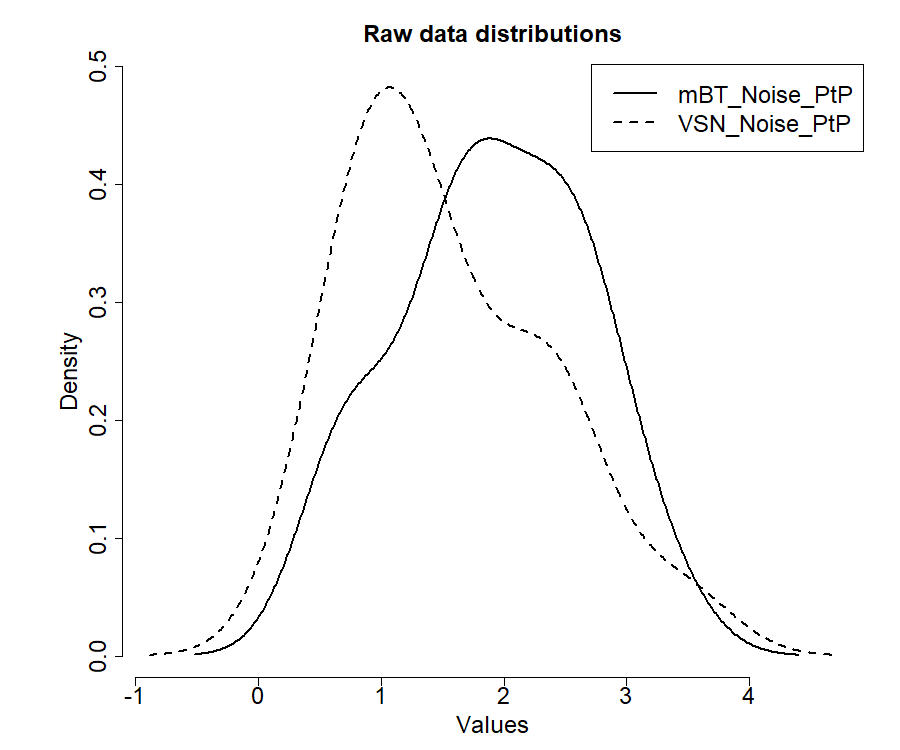 Raw data distributions
mBT_Noise_PtP
VSN_Noise_PtP
Density
0.5
0.4
0.3
0.2
0.1
0.0
-1 0 1 2 3 4
Values